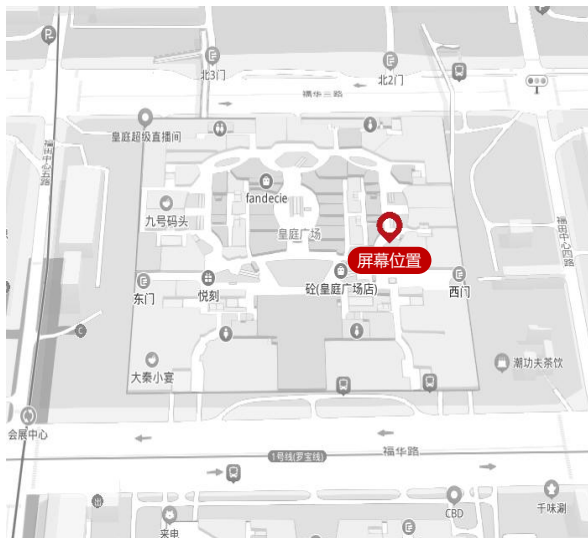 北3门
北2门
福华三路
皇庭超级直播间
福田中心五路
福田中心四路
fandecie
九号码头
皇庭广场
屏幕位置
东门
悦刻
砼(皇庭广场店)
西门
大秦小宴
潮功夫茶饮
会展中心
福华路
1号线(罗宝线)
CBD
千味涮
来电